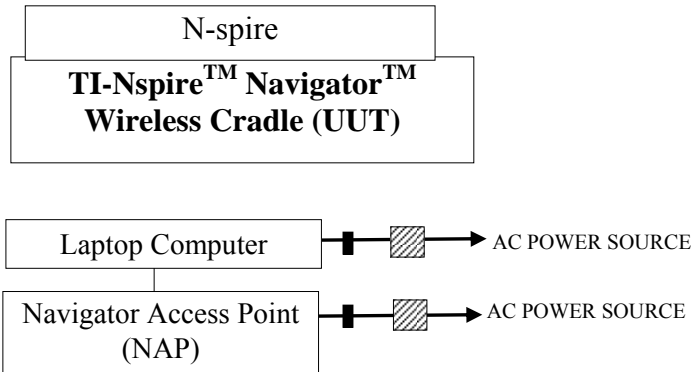 N-spire
TI-Nspire™ Navigator™
Wireless Cradle (UUT)
Laptop Computer
AC POWER SOURCE
Navigator Access Point
(NAP)
AC POWER SOURCE